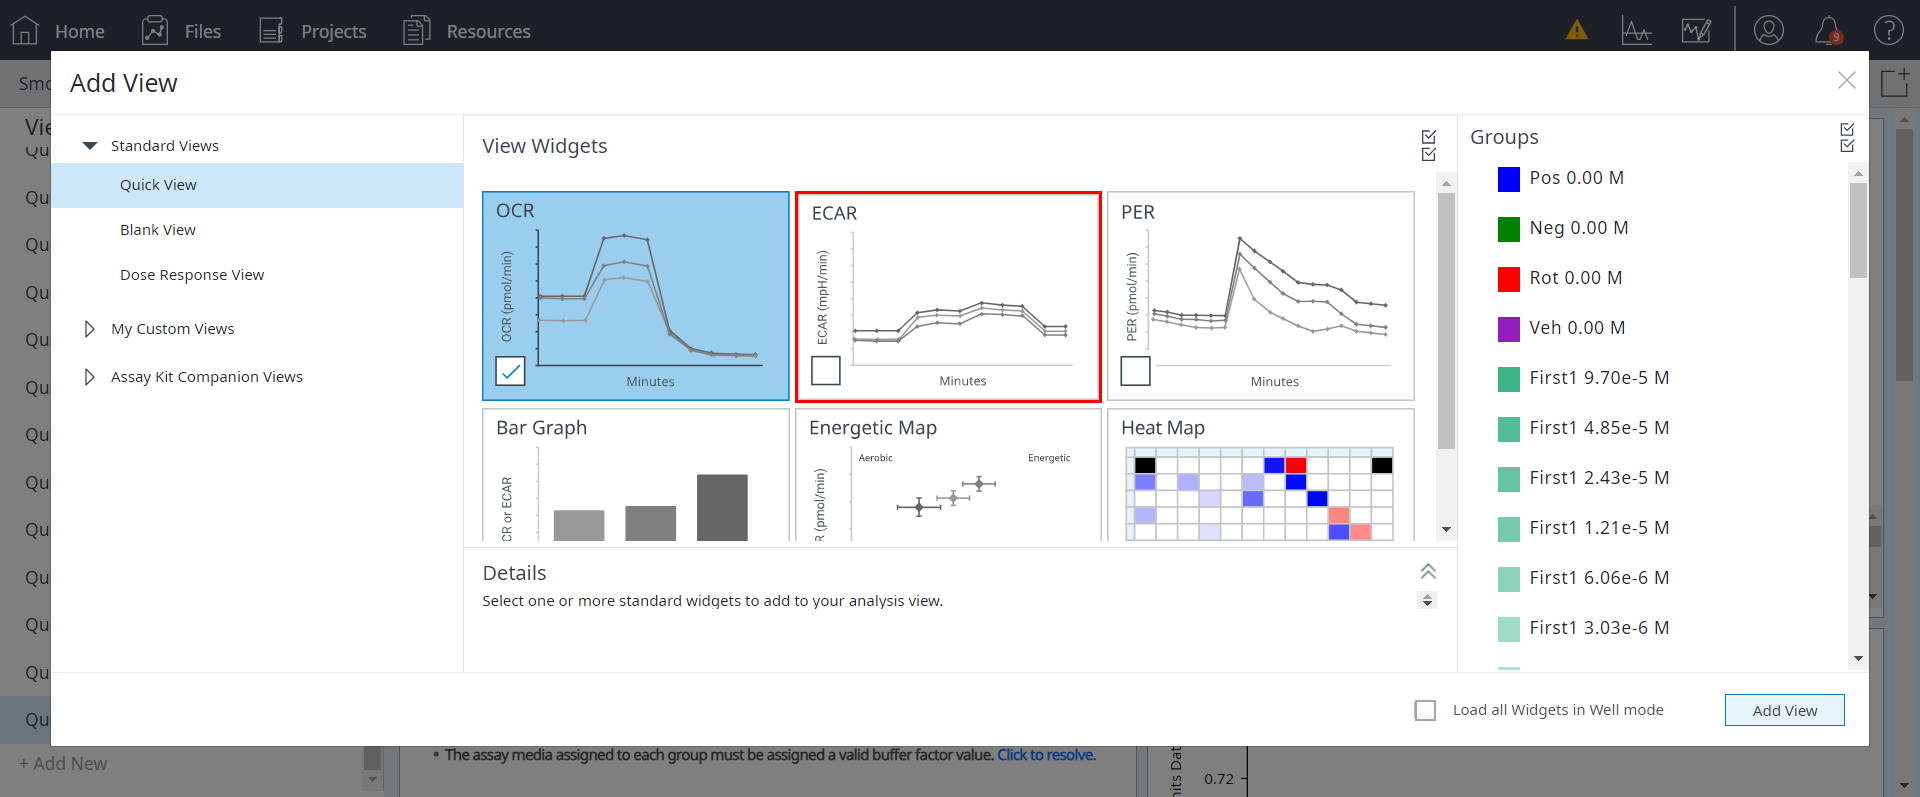 Home
Files
Projects
Resources
9
Add View
Standard Views
Quick View
Blank View
Dose Response View
My Custom Views
Assay Kit Companion Views
View Widgets
OCR
OCR (pmol/min)
Minutes
ECAR
ECAR (mpH/min)
Minutes
PER
PER (pmol/min)
Minutes
Bar Graph
CR or ECAR
Energetic Map
Aerobic
Energetic
R (pmol/min)
Heat Map
Details
Select one or more standard widgets to add to your analysis view.
Groups
Pos 0.00 M
Neg 0.00 M
Rot 0.00 M
Veh 0.00 M
First1 9.70e-5 M
First1 4.85e-5 M
First1 2.43e-5 M
First1 1.21e-5 M
First1 6.06e-6 M
First1 3.03e-6 M
Load all Widgets in Well mode
Add View
Smo
Vie
Qu
Qu
Qu
Qu
Qu
Qu
Qu
Qu
Qu
Qu
Qu
Qu
Qu
+ Add New
• The assay media assigned to each group must be assigned a valid buffer factor value. Click to resolve.
nits Dat
0.72